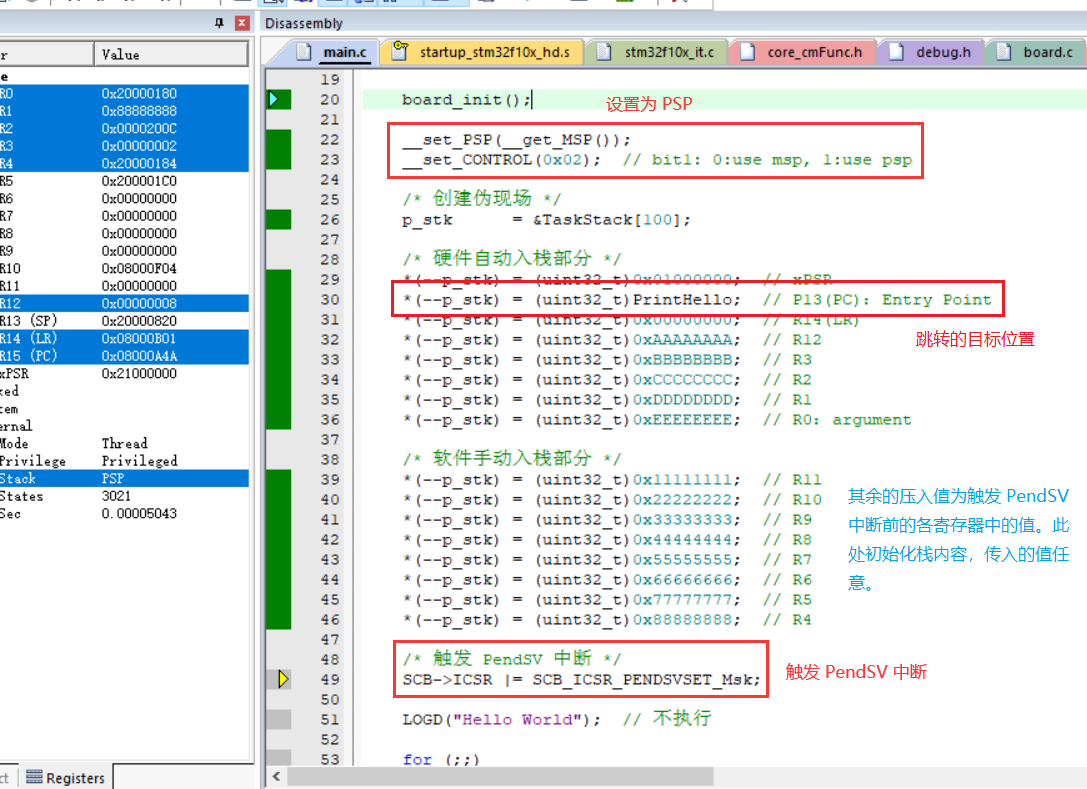 Disassembly
r Value
main.c startup_stm32f10x_hd.s stm32f10x_it.c core_cmFunc.h debug.h board.c
e
R0 0x20000180
R1 0x88888888
R2 0x0000200C
R3 0x00000002
R4 0x20000184
R5 0x200001C0
R6 0x00000000
R7 0x00000000
R8 0x00000000
R9 0x00000000
R10 0x08000F04
R11 0x00000000
R12 0x00000008
R13 (SP) 0x20000820
R14 (LR) 0x08000B01
R15 (PC) 0x08000A4A
xPSR 0x21000000
ked
tem
ernal
Mode Thread
Privilege Privileged
Stack PSP
States 3021
Sec 0.00005043
ct Registers
19
20 board_init();
设置为 PSP
21
22 __set_PSP(__get_MSP());
23 __set_CONTROL(0x02); // bit1: 0:use msp, 1:use psp
24
25 /* 创建伪现场 */
26 p_stk = &TaskStack[100];
27
28 /* 硬件自动入栈部分 */
29 *(--p_stk) = (uint32_t)0x01000000; // xPSR
30 *(--p_stk) = (uint32_t)PrintHello; // P13(PC): Entry Point
31 *(--p_stk) = (uint32_t)0x00000000; // R14(LR)
跳转的目标位置
32 *(--p_stk) = (uint32_t)0xAAAAAAAA; // R12
33 *(--p_stk) = (uint32_t)0xBBBBBBBB; // R3
34 *(--p_stk) = (uint32_t)0xCCCCCCCC; // R2
35 *(--p_stk) = (uint32_t)0xDDDDDDDD; // R1
36 *(--p_stk) = (uint32_t)0xEEEEEEEE; // R0: argument
37
38 /* 软件手动入栈部分 */
39 *(--p_stk) = (uint32_t)0x11111111; // R11
40 *(--p_stk) = (uint32_t)0x22222222; // R10
41 *(--p_stk) = (uint32_t)0x33333333; // R9
42 *(--p_stk) = (uint32_t)0x44444444; // R8
43 *(--p_stk) = (uint32_t)0x55555555; // R7
44 *(--p_stk) = (uint32_t)0x66666666; // R6
45 *(--p_stk) = (uint32_t)0x77777777; // R5
46 *(--p_stk) = (uint32_t)0x88888888; // R4
其余的压入值为触发 PendSV
中断前的各寄存器中的值。此
处初始化栈内容，传入的值任
意。
47
48 /* 触发 PendSV 中断 */
49 SCB->ICSR |= SCB_ICSR_PENDSVSET_Msk;
触发 PendSV 中断
50
51 LOGD("Hello World"); // 不执行
52
53 for (;;)